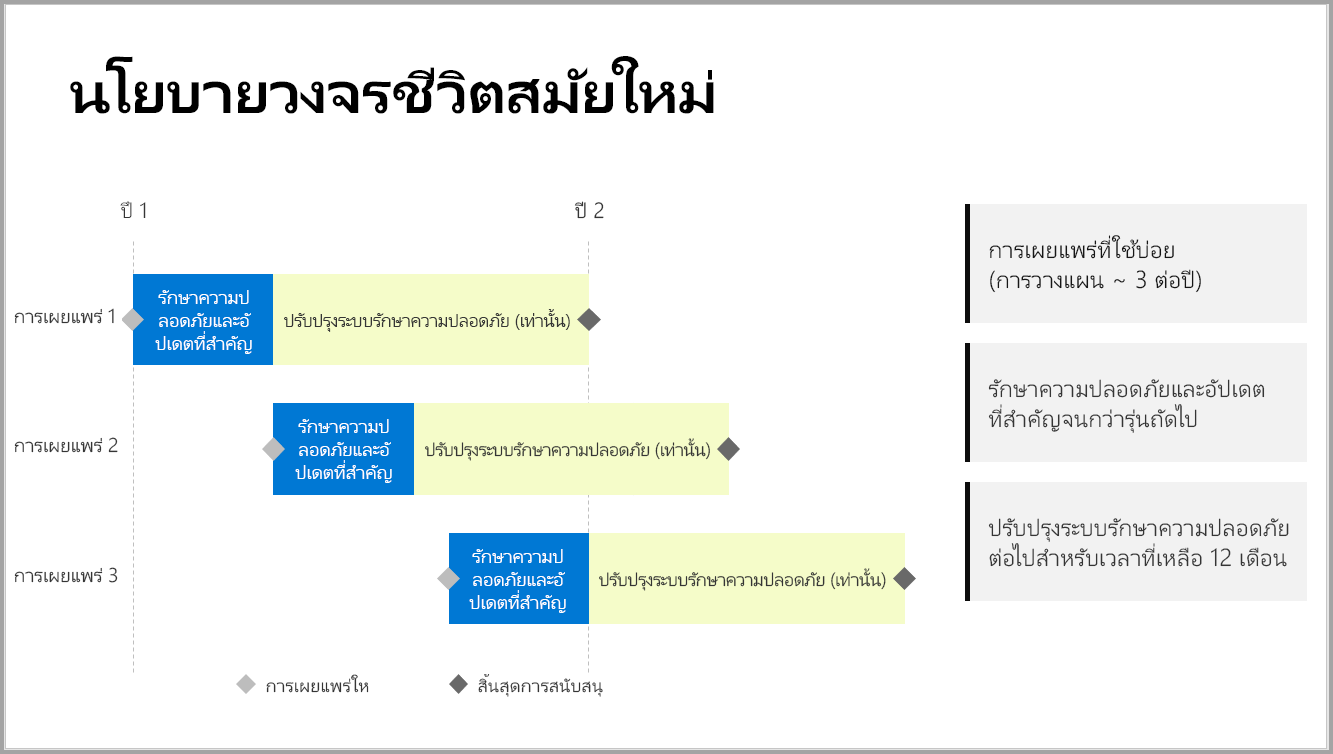 นโยบายวงจรชีวิตสมัยใหม่
ปี 1
ปี 2
การเผยแพร่ 1
รักษาความป
ลอดภัยและอั
ปเดตที่สำคัญ
ปรับปรุงระบบรักษาความปลอดภัย (เท่านั้น)
การเผยแพร่ 2
รักษาความป
ลอดภัยและอั
ปเดตที่สำคัญ
ปรับปรุงระบบรักษาความปลอดภัย (เท่านั้น)
การเผยแพร่ 3
รักษาความป
ลอดภัยและอั
ปเดตที่สำคัญ
ปรับปรุงระบบรักษาความปลอดภัย (เท่านั้น)
การเผยแพร่ให
สิ้นสุดการสนับสนุ
การเผยแพร่ที่ใช้บ่อย
(การวางแผน ~ 3 ต่อปี)
รักษาความปลอดภัยและอัปเดต
ที่สำคัญจนกว่ารุ่นถัดไป
ปรับปรุงระบบรักษาความปลอดภัย
ต่อไปสำหรับเวลาที่เหลือ 12 เดือน